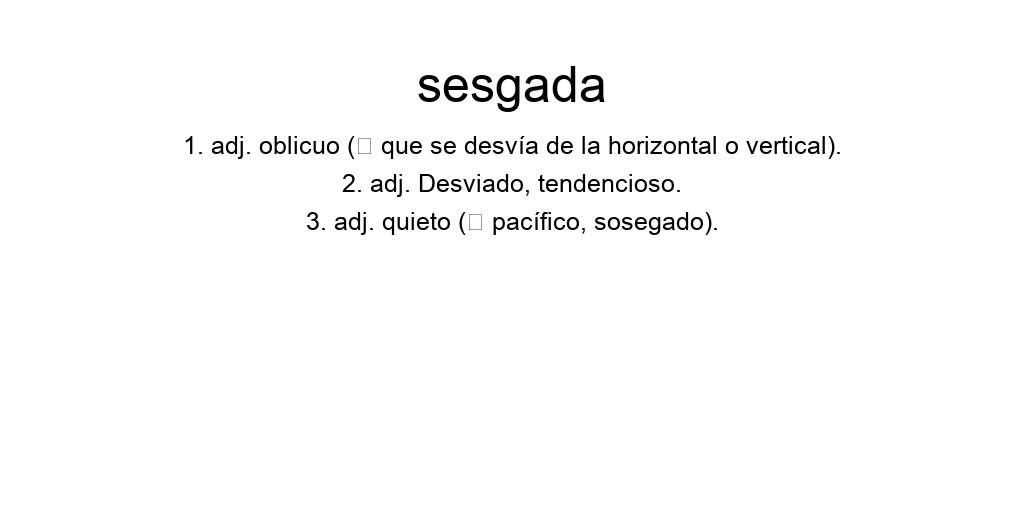 sesgada
1. adj. oblicuo (▯ que se desvía de la horizontal o vertical).
2. adj. Desviado, tendencioso.
3. adj. quieto (▯ pacífico, sosegado).